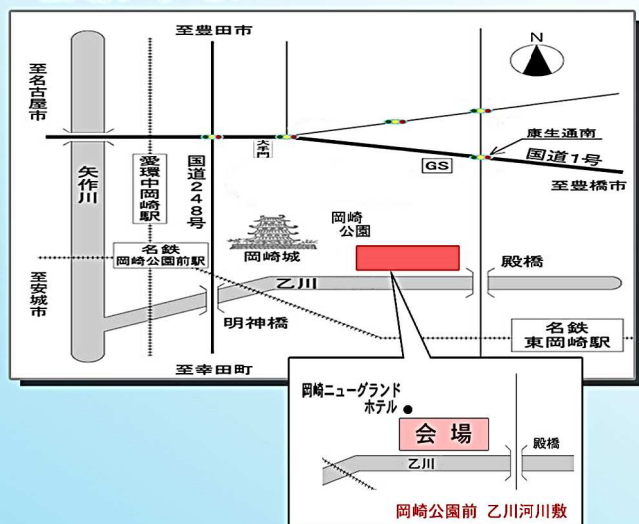 至豊田市
N
至名古屋市
大手門
康生通南
国道1号
GS
至豊橋市
矢作川
愛環中岡崎駅
国道248号
岡崎
公園
岡崎城
名鉄
岡崎公園前駅
殿橋
乙川
至安城市
明神橋
名鉄
東岡崎駅
至幸田町
岡崎ニューグランド
ホテル
会場
殿橋
乙川
岡崎公園前 乙川河川敷